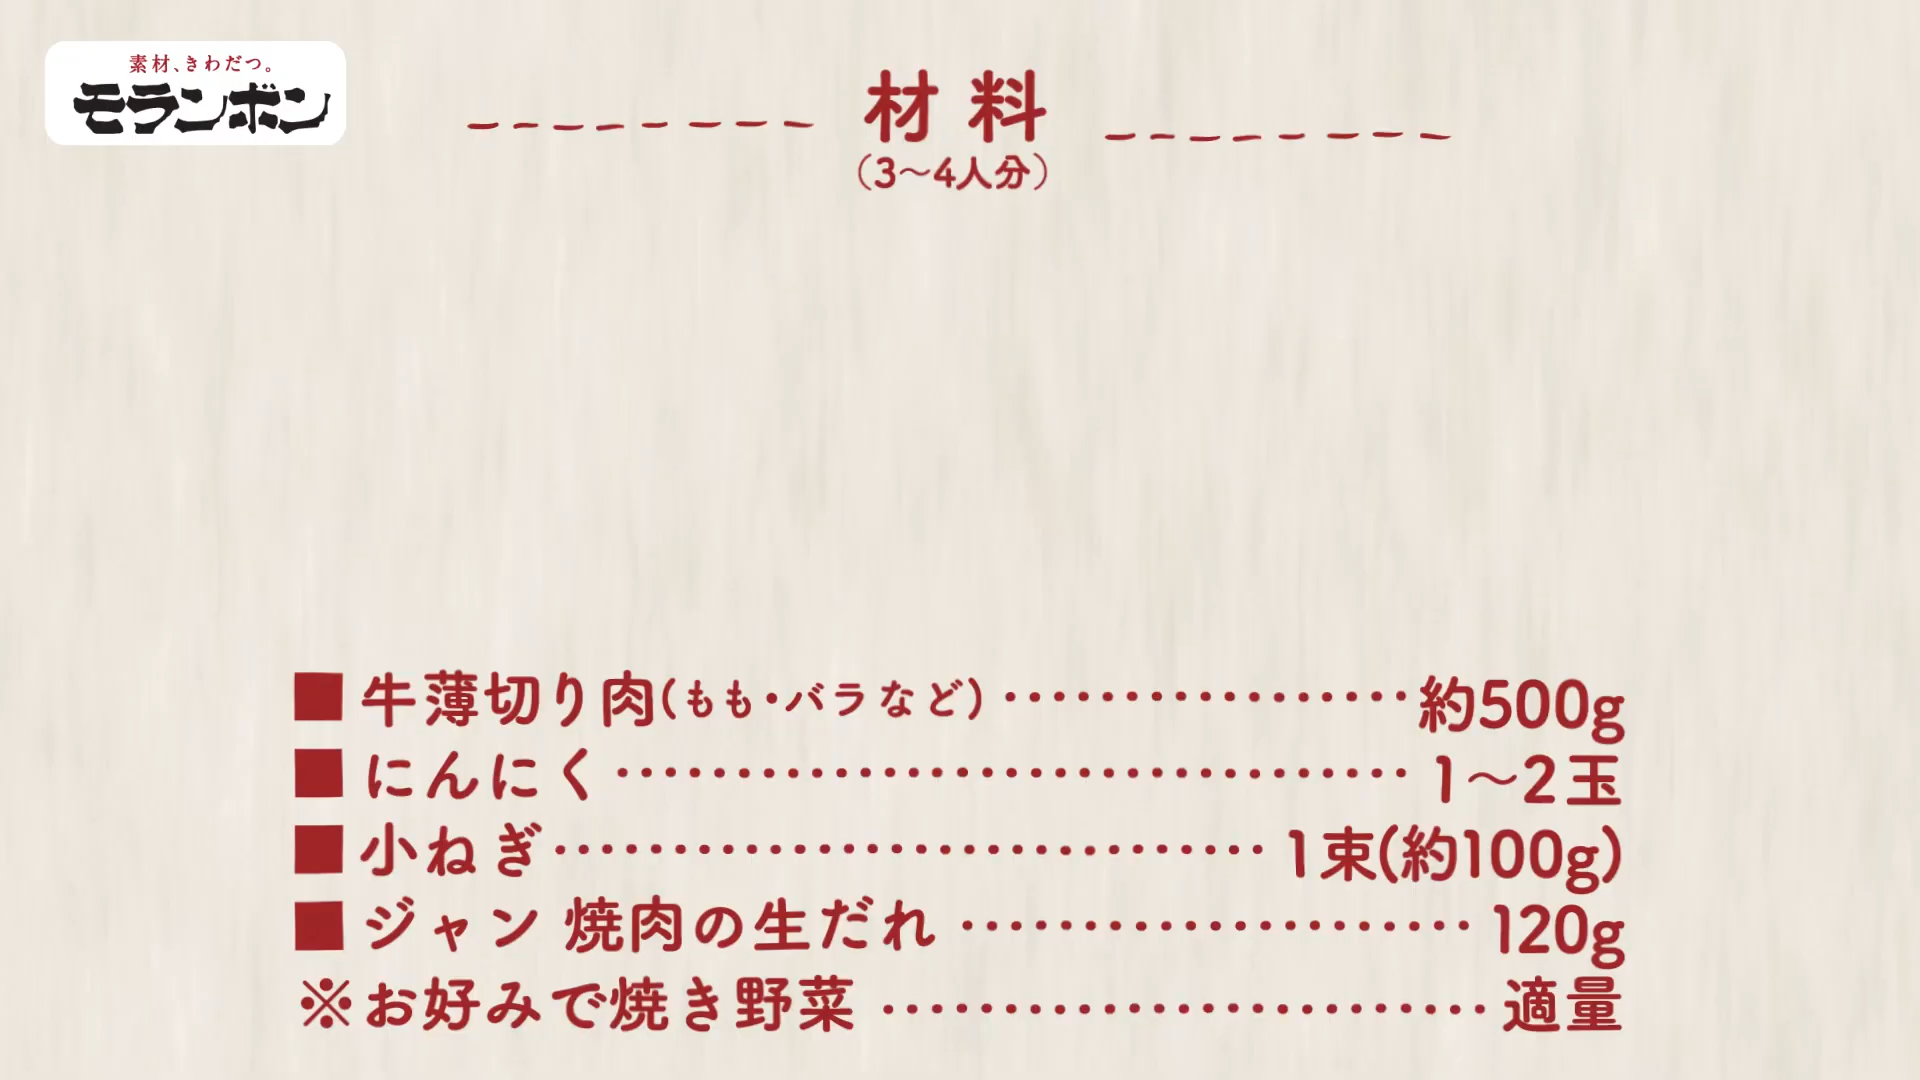 素材、きわだつ。
モランボン
材料
（3～4人分）
■ 牛薄切り肉(もも・バラなど) ……………… 約500g
■ にんにく ……………………………… 1～2玉
■ 小ねぎ …………………………… 1束(約100g)
■ ジャン 焼肉の生だれ …………………… 120g
※お好みで焼き野菜 ……………………… 適量